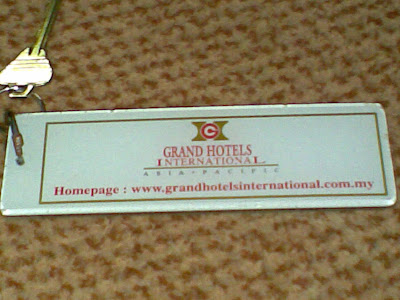 G
GRAND HOTELS
INTERNATIONAL
ASIA • PACIFIC
Homepage : www.grandhotelsinternational.com.my